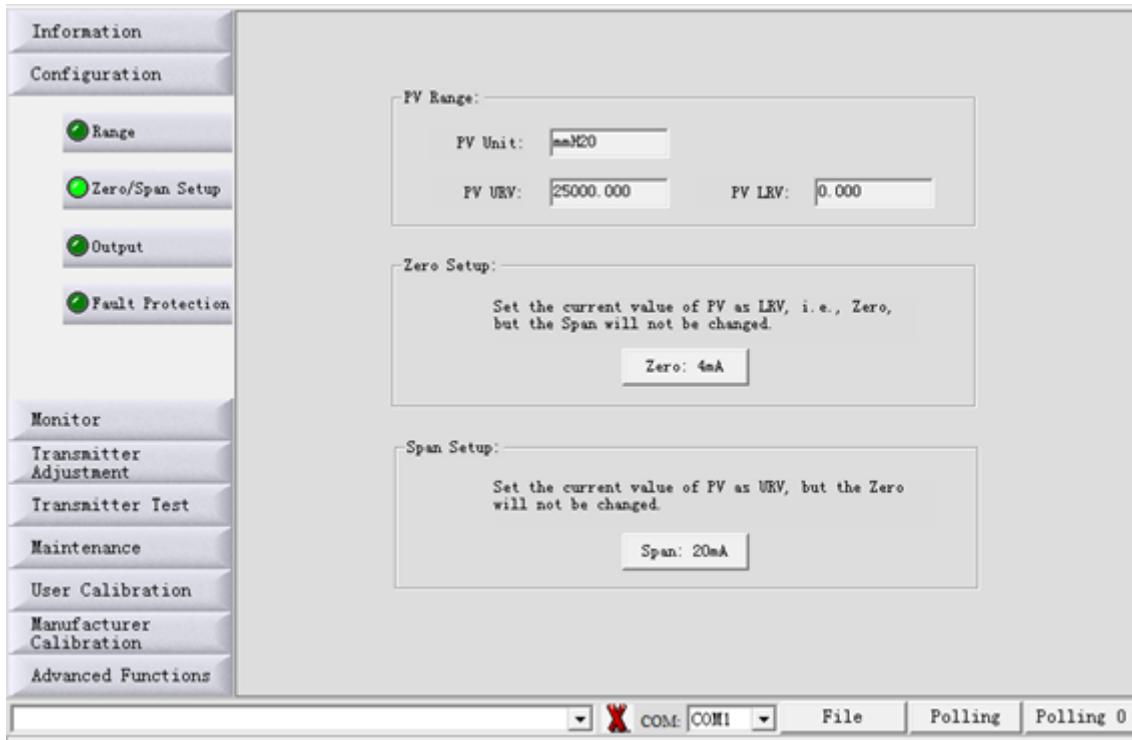 Information
Configuration
Range
Zero/Span Setup
Output
Fault Protection
Monitor
Transmitter
Adjustment
Transmitter Test
Maintenance
User Calibration
Manufacturer
Calibration
Advanced Functions
PV Range:
PV Unit: mmH20
PV URV: 25000.000 PV LRV: 0.000
Zero Setup:
Set the current value of PV as LRV, i.e., Zero,
but the Span will not be changed.
Zero: 4mA
Span Setup:
Set the current value of PV as URV, but the Zero
will not be changed.
Span: 20mA
COM: COM1 File Polling Polling 0